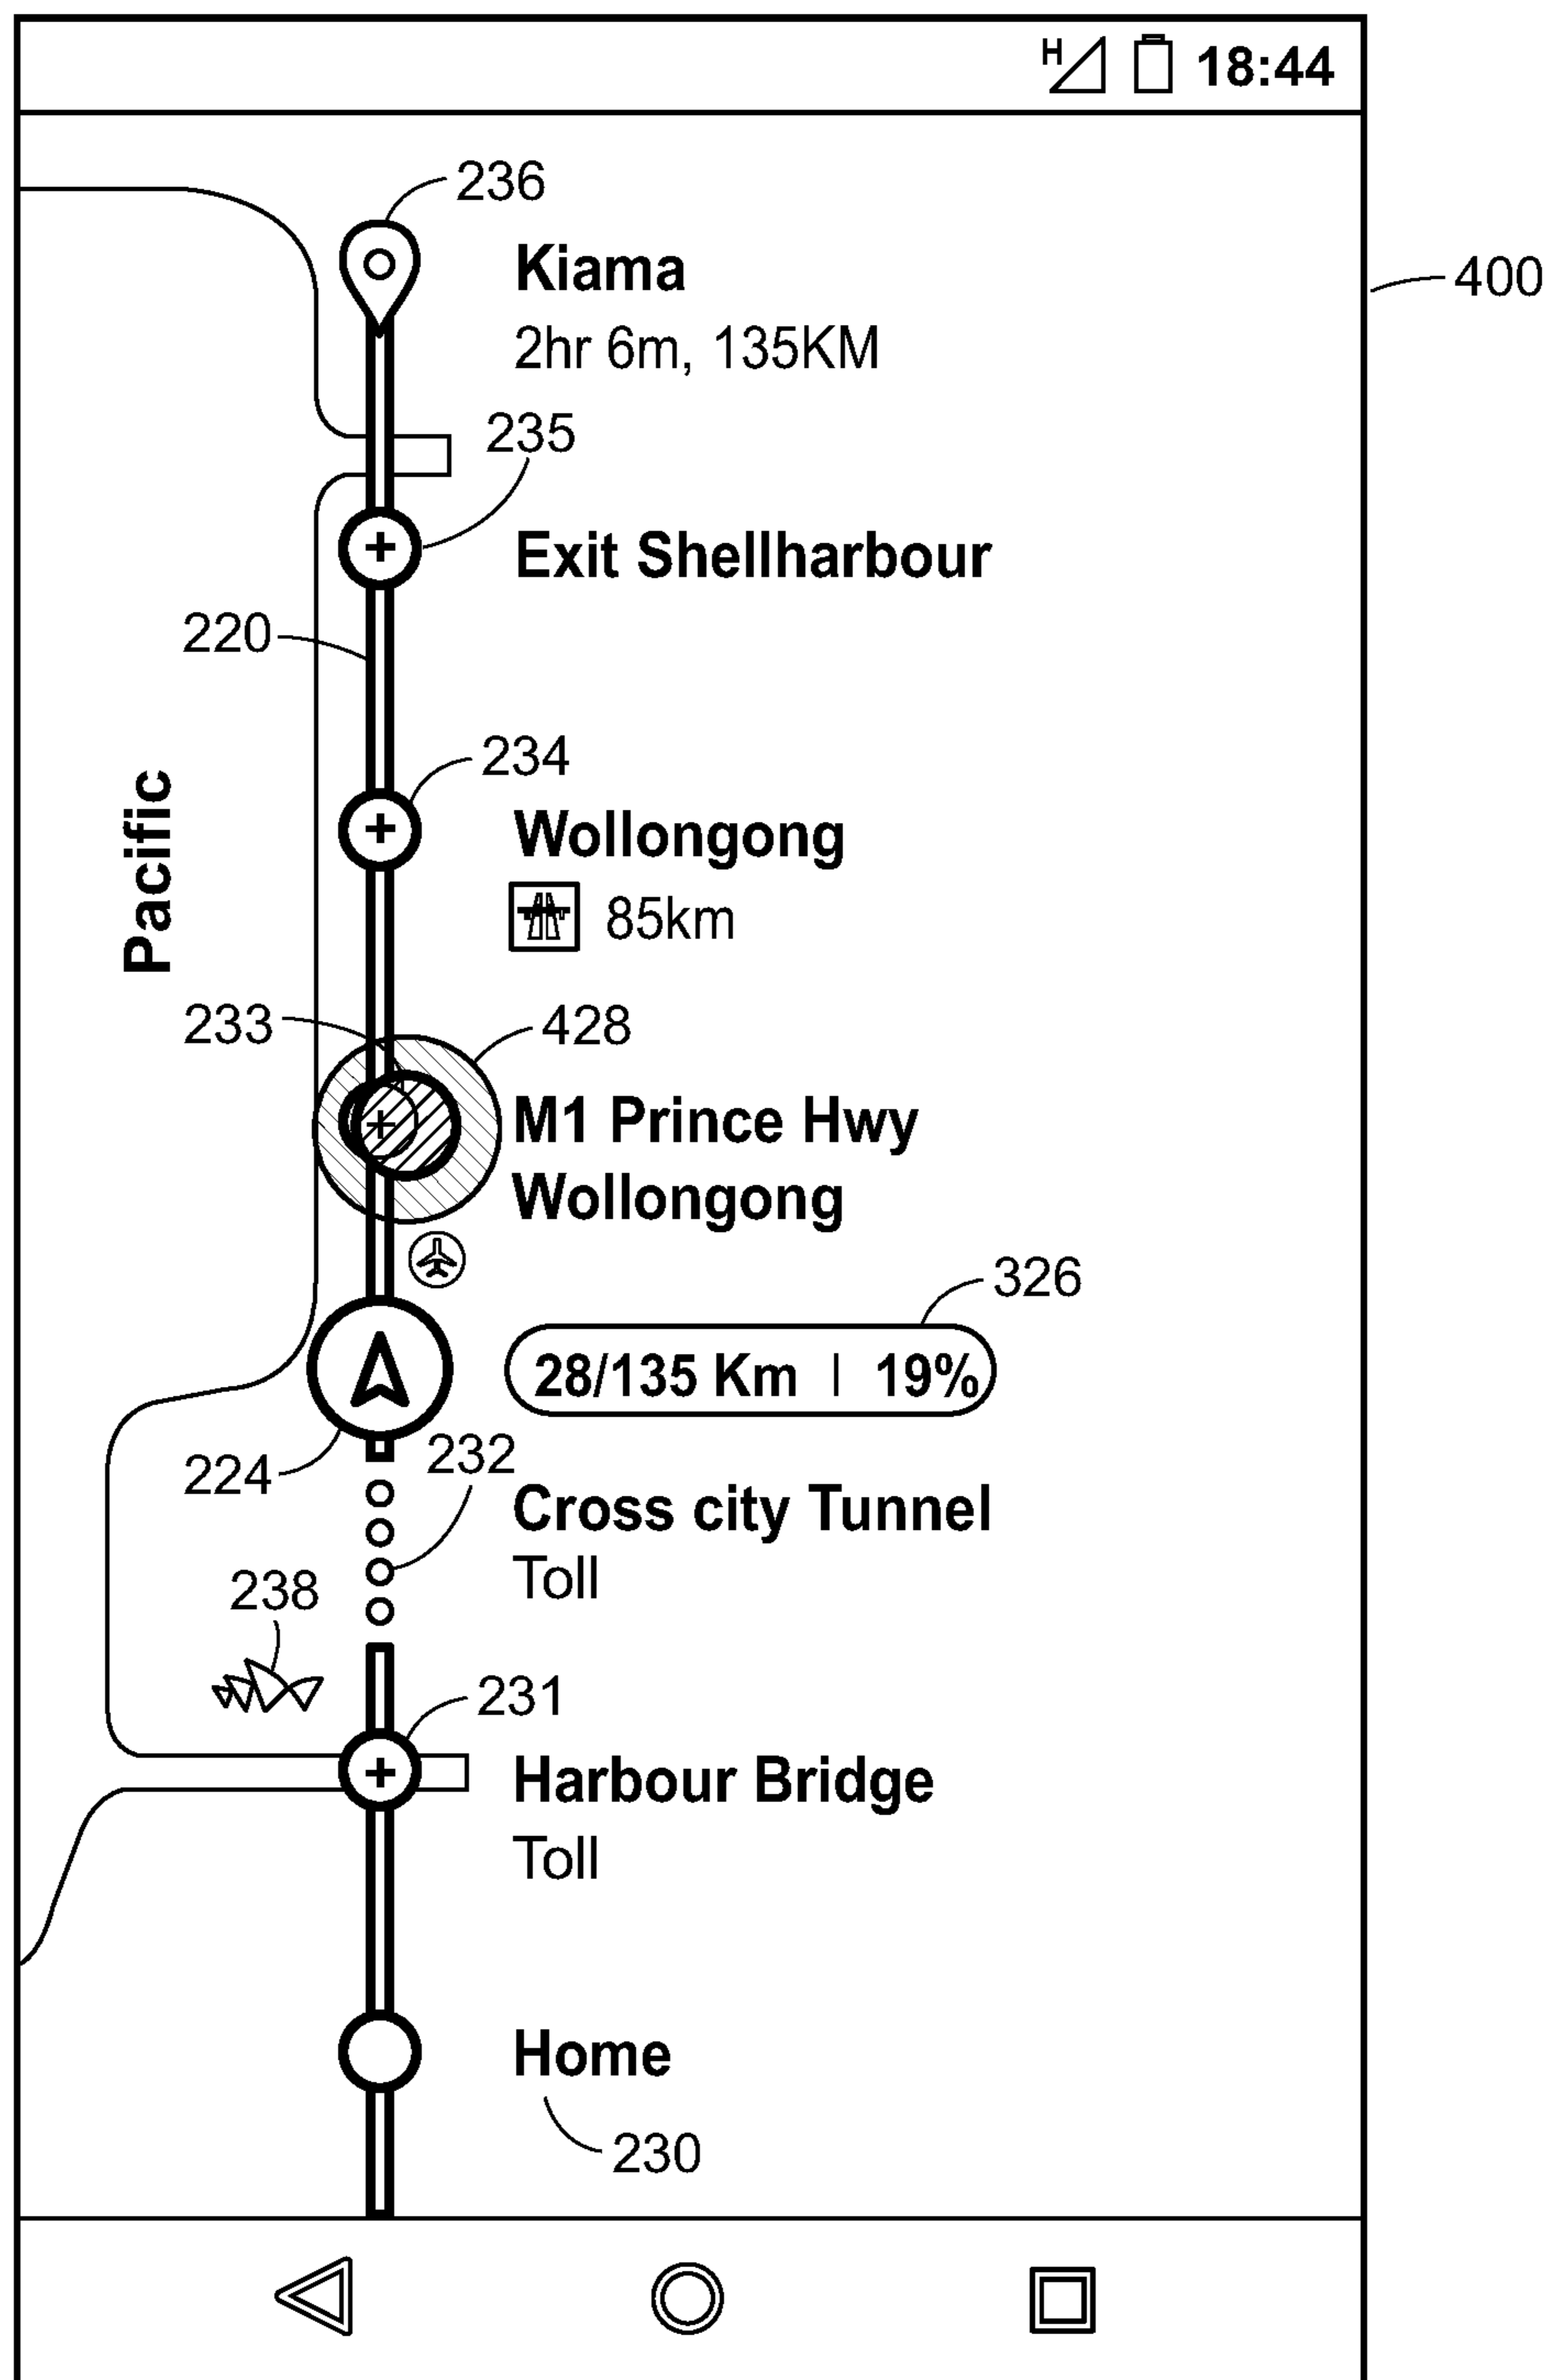 H 18:44
236
Kiama
400
2hr 6m, 135KM
235
Exit Shellharbour
220
234
Wollongong
Pacific
85km
233
428
M1 Prince Hwy
Wollongong
326
28/135 Km | 19%
232
224
Cross city Tunnel
Toll
238
231
Harbour Bridge
Toll
Home
230